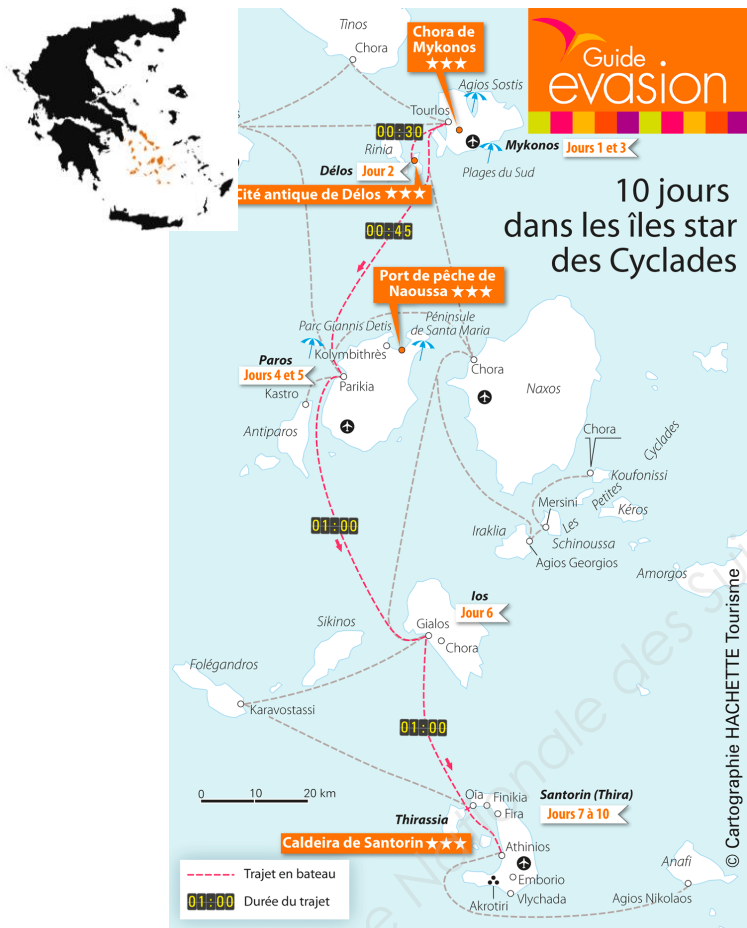 Tinos
Chora
Chora de
Mykonos
★★★
Guide
evasion
Agios Sostis
Tourlos
00:30
Rinia
Mykonos
Jours 1 et 3
Délos
Jour 2
Plages du Sud
Cité antique de Délos ★★★
10 jours
dans les îles star
des Cyclades
00:45
Port de pêche de
Naoussa ★★★
Parc Giannis Detis
Péninsule
de Santa Maria
Kolymbithrès
Paros
Jours 4 et 5
Parikia
Chora
Kastro
Naxos
Antiparos
Chora
Koufonissi
Les Petites Cyclades
Kéros
Mersini
Iraklia
Schinoussa
Agios Georgios
01:00
Amorgos
Ios
Jour 6
Gialos
Chora
Sikinos
Folégandros
Karavostassi
01:00
0 10 20 km
Oïa
Finikia
Fira
Santorin (Thira)
Jours 7 à 10
Thirassia
Caldeira de Santorin ★★★
Athinios
Emborio
Vlychada
Akrotiri
Anafi
Agios Nikolaos
Trajet en bateau
01:00 Durée du trajet
© Cartographie HACHETTE Tourisme